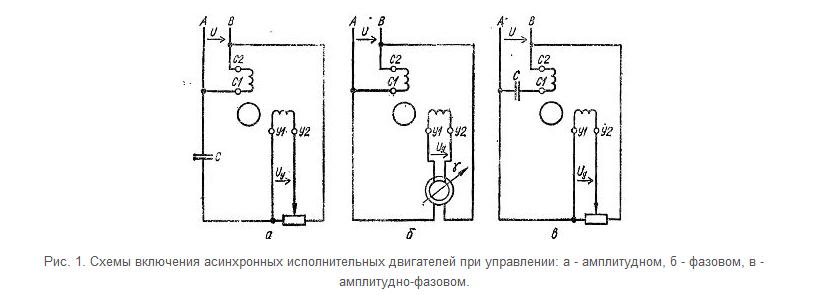 A B A B A B
U U U
C2 C2 C2
C1 C1 C C1
У1 У2 У1 У2 У1 У2
C Uу Uу γ Uу
а б в
Рис. 1. Схемы включения асинхронных исполнительных двигателей при управлении: а - амплитудном, б - фазовом, в -
амплитудно-фазовом.